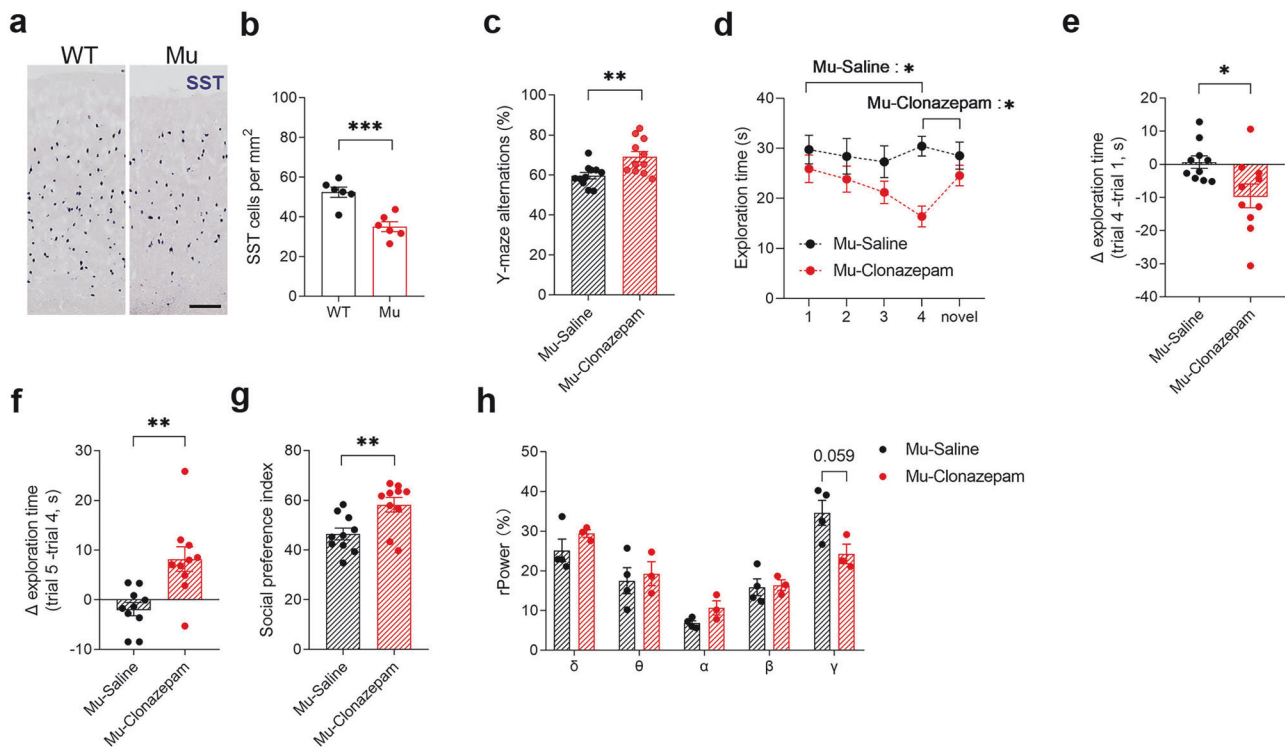 a
WT
Mu
SST
b
***
SST cells per mm2
100
80
60
40
20
0
WT
Mu
c
**
Y-maze alternations (%)
100
80
60
40
20
0
Mu-Saline
Mu-Clonazepam
d
Mu-Saline : *
Mu-Clonazepam : *
Exploration time (s)
40
30
20
10
0
Mu-Saline
Mu-Clonazepam
1
2
3
4
novel
e
*
Δ exploration time
(trial 4 -trial 1, s)
20
10
0
-10
-20
-30
-40
Mu-Saline
Mu-Clonazepam
f
**
Δ exploration time
(trial 5 -trial 4, s)
30
20
10
0
-10
Mu-Saline
Mu-Clonazepam
g
**
Social preference index
80
60
40
20
0
Mu-Saline
Mu-Clonazepam
h
rPower (%)
50
40
30
20
10
0
δ
θ
α
β
γ
0.059
Mu-Saline
Mu-Clonazepam